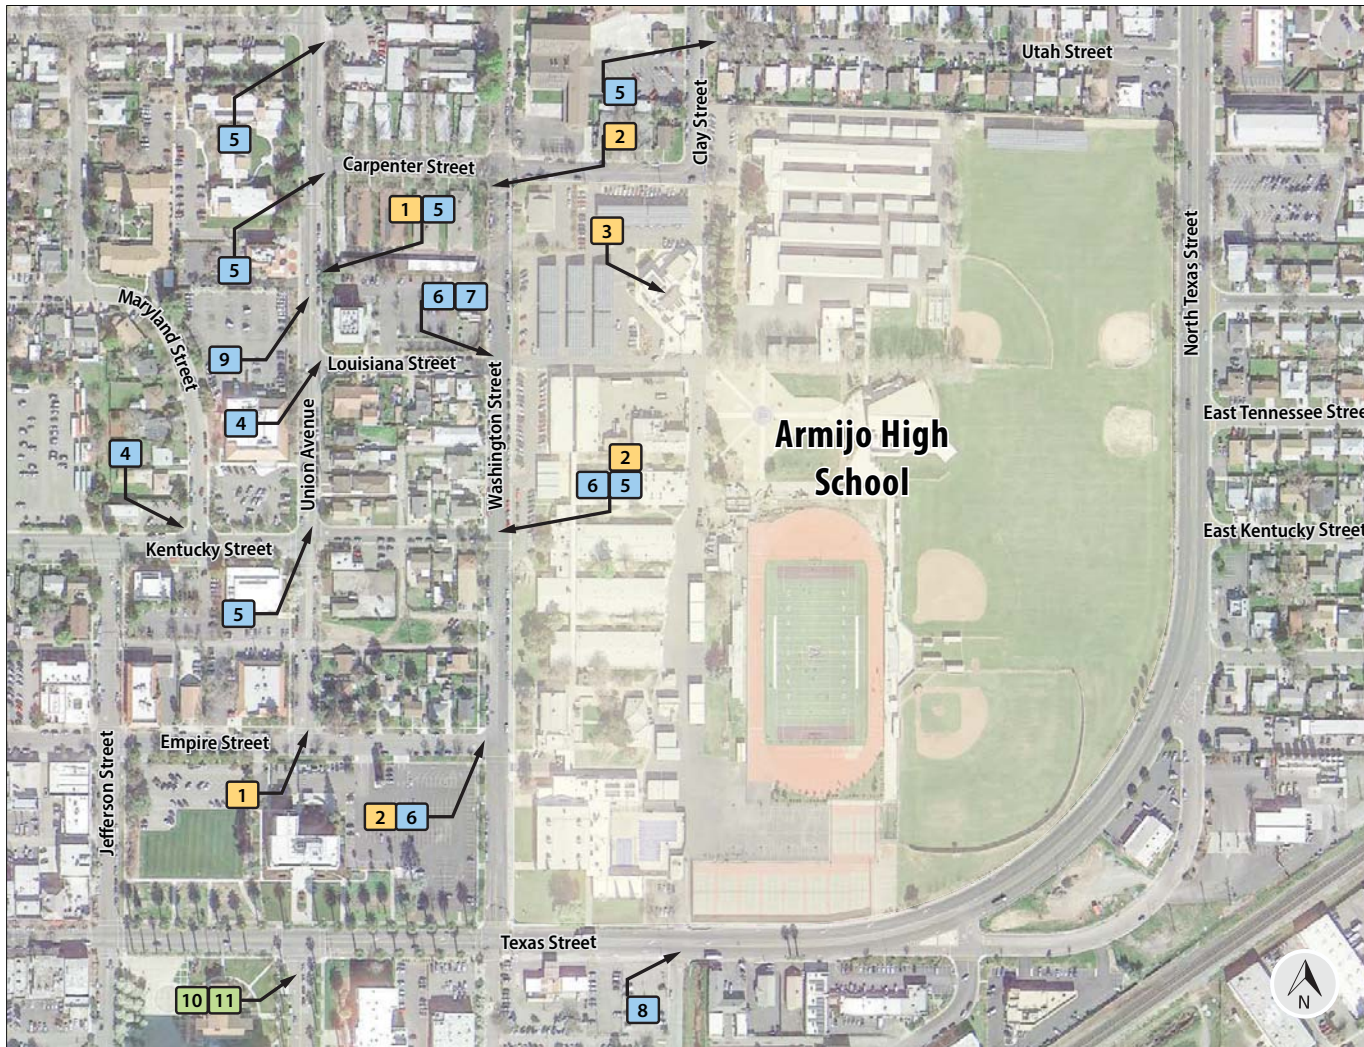 Utah Street
5
Clay Street
2
5
Carpenter Street
1 5
3
5
North Texas Street
6 7
Maryland Street
9
Louisiana Street
Washington Street
4
Union Avenue
East Tennessee Stree
Armijo High
School
4
2
6 5
East Kentucky Street
Kentucky Street
5
Empire Street
Jefferson Street
1
2 6
Texas Street
10 11
8
N